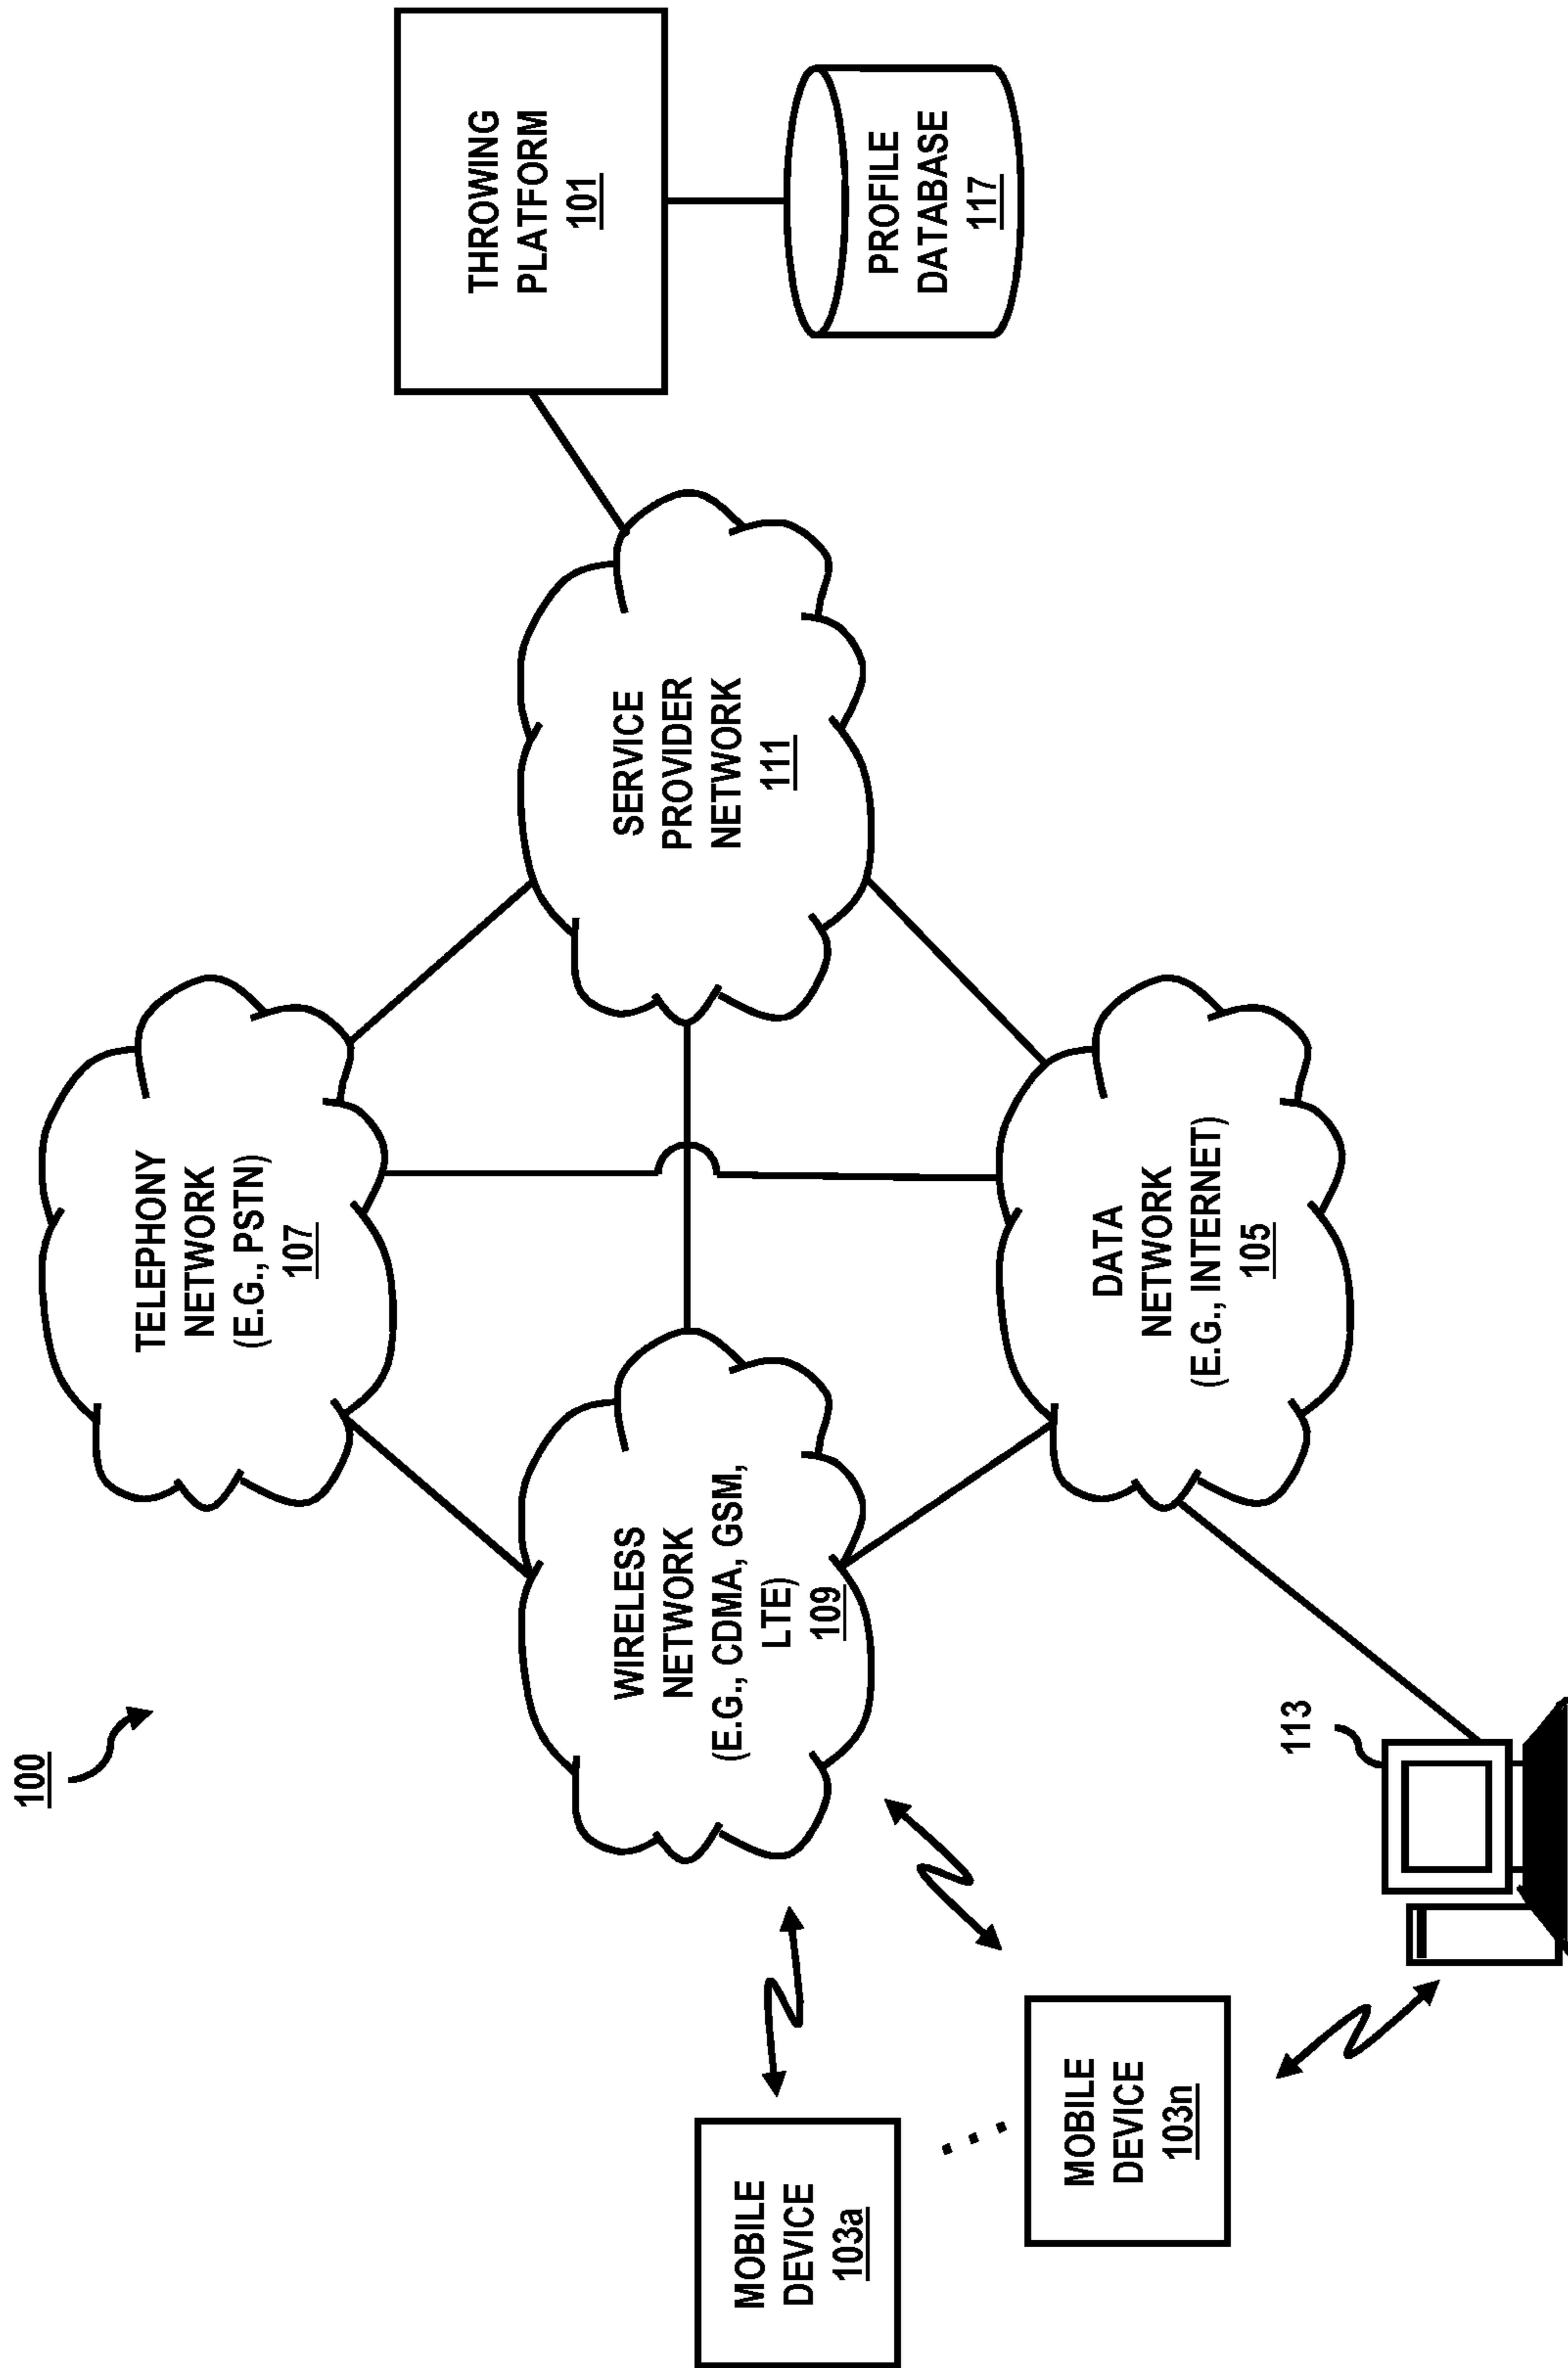 100
TELEPHONY
NETWORK
(E.G., PSTN)
107
THROWING
PLATFORM
101
WIRELESS
NETWORK
(E.G., CDMA, GSM,
LTE)
109
SERVICE
PROVIDER
NETWORK
111
PROFILE
DATABASE
117
MOBILE
DEVICE
103a
MOBILE
DEVICE
103n
DATA
NETWORK
(E.G., INTERNET)
105
113